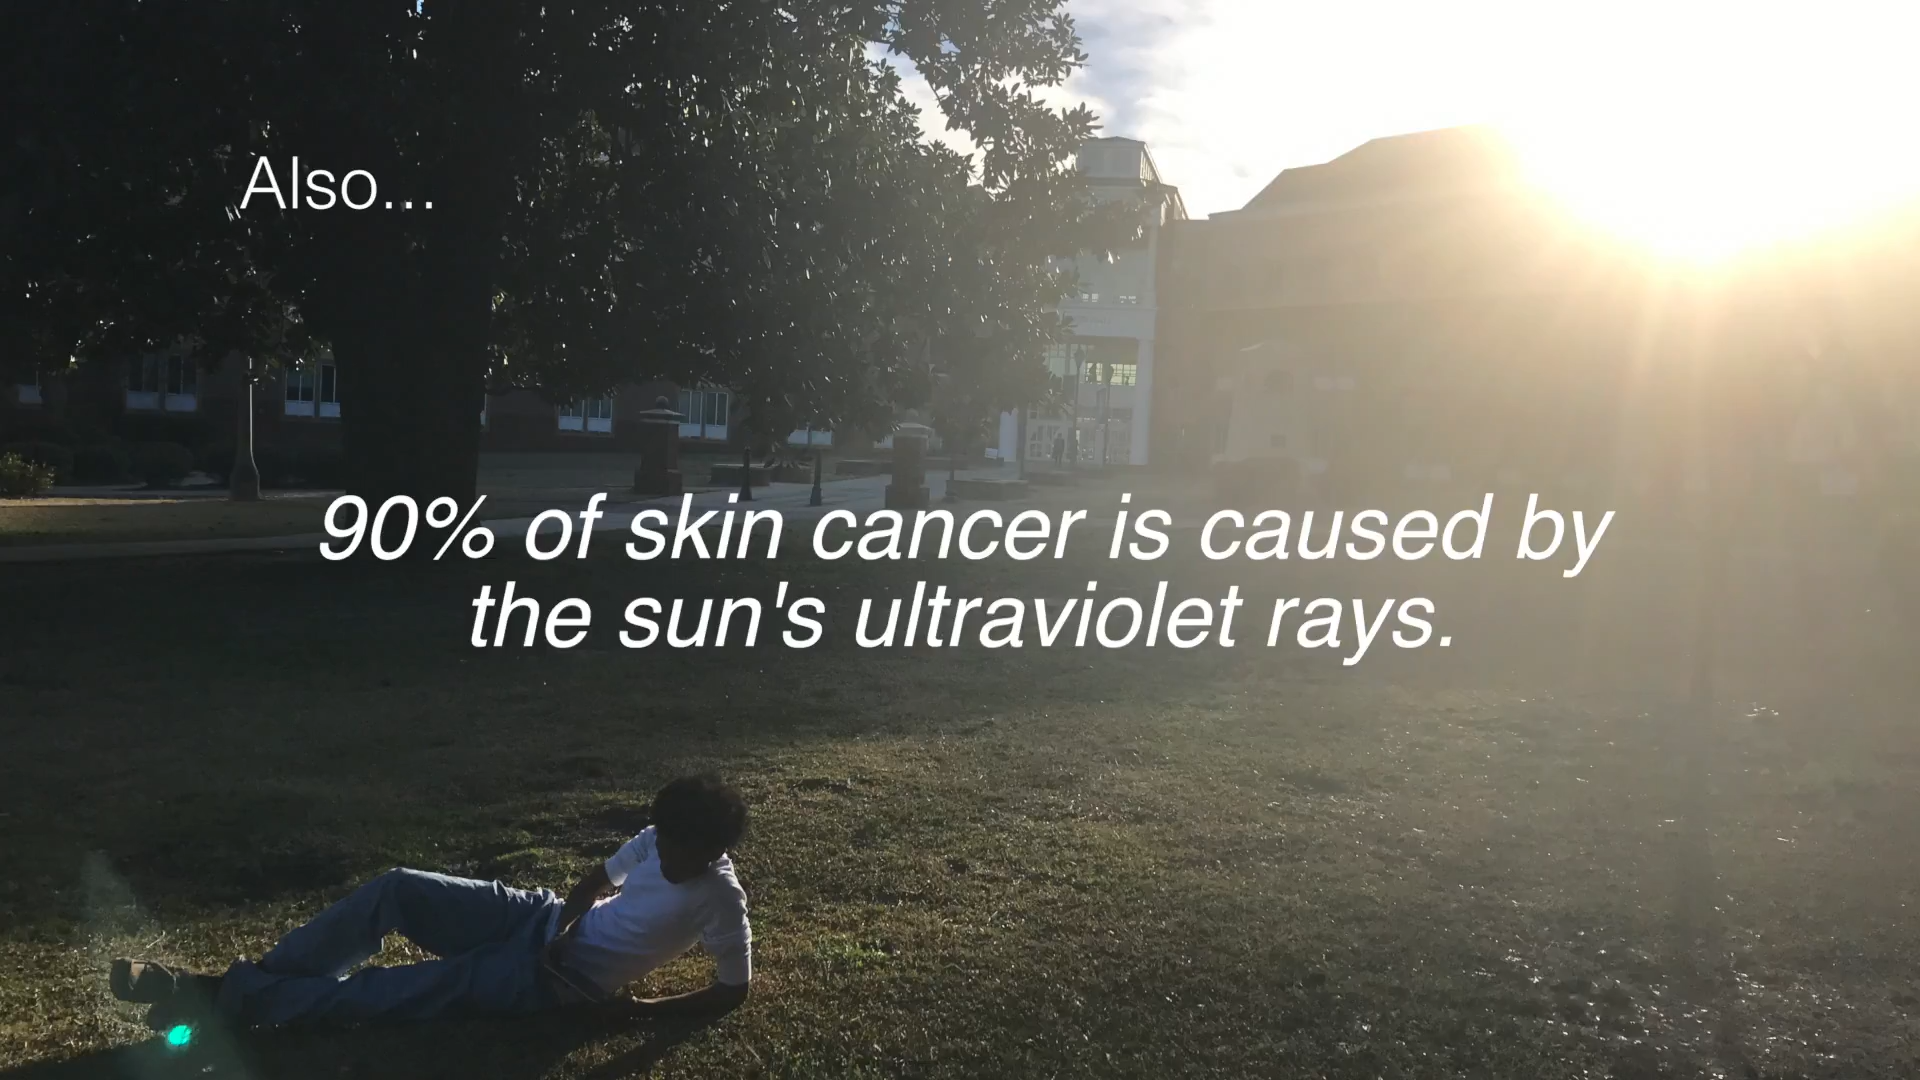 Also...
90% of skin cancer is caused by
the sun's ultraviolet rays.